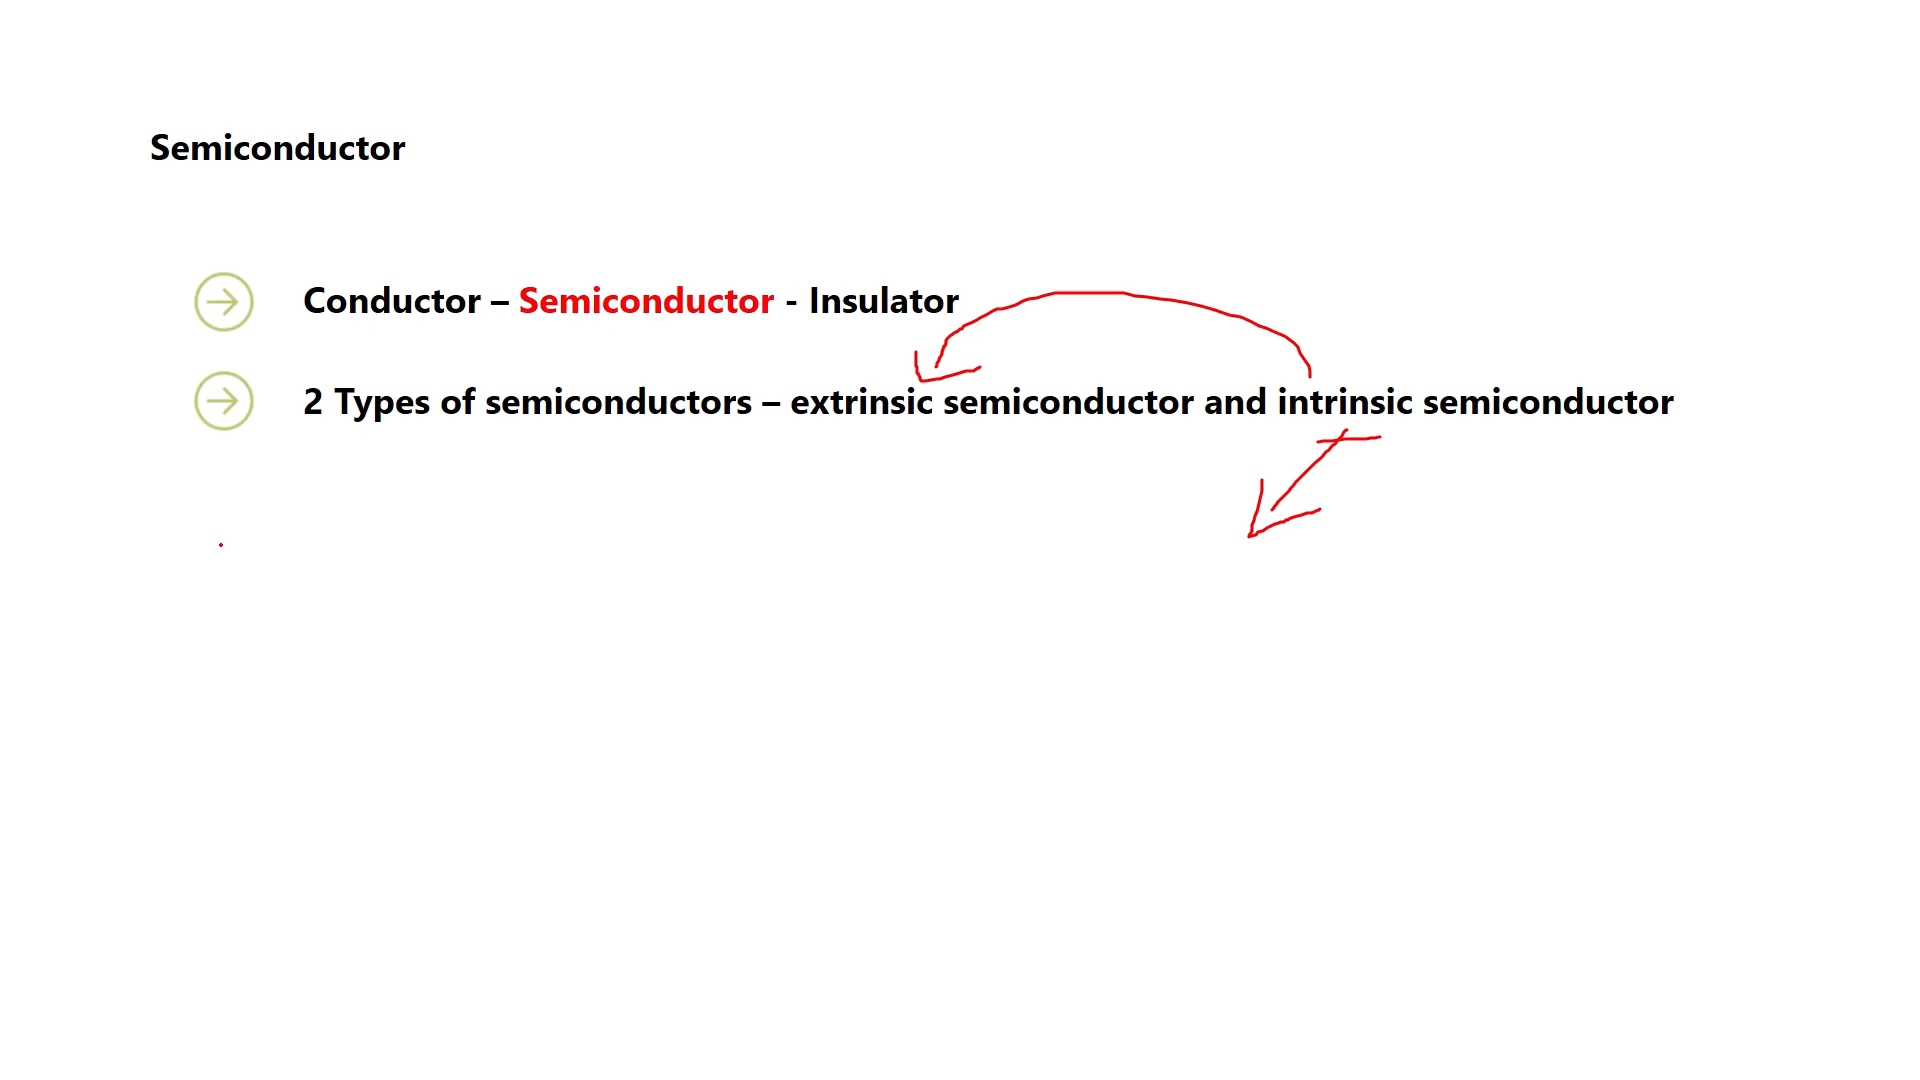 Semiconductor
Conductor – Semiconductor - Insulator
2 Types of semiconductors – extrinsic semiconductor and intrinsic semiconductor